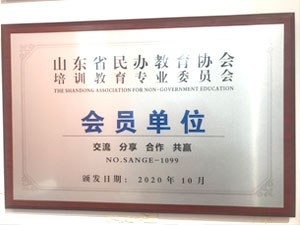 山东省民办教育协会
培训教育专业委员会
THE SHANDONG ASSOCIATION FOR NON-GOVERNMENT EDUCATION
会员单位
交流 分享 合作 共赢
NO.SANGE-1099
颁发日期：2020年10月